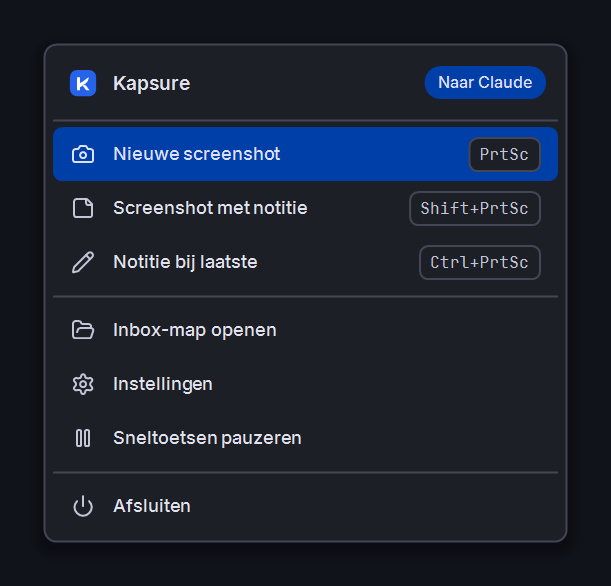 Kapsure
Naar Claude
Nieuwe screenshot
PrtSc
Screenshot met notitie
Shift+PrtSc
Notitie bij laatste
Ctrl+PrtSc
Inbox-map openen
Instellingen
Sneltoetsen pauzeren
Afsluiten